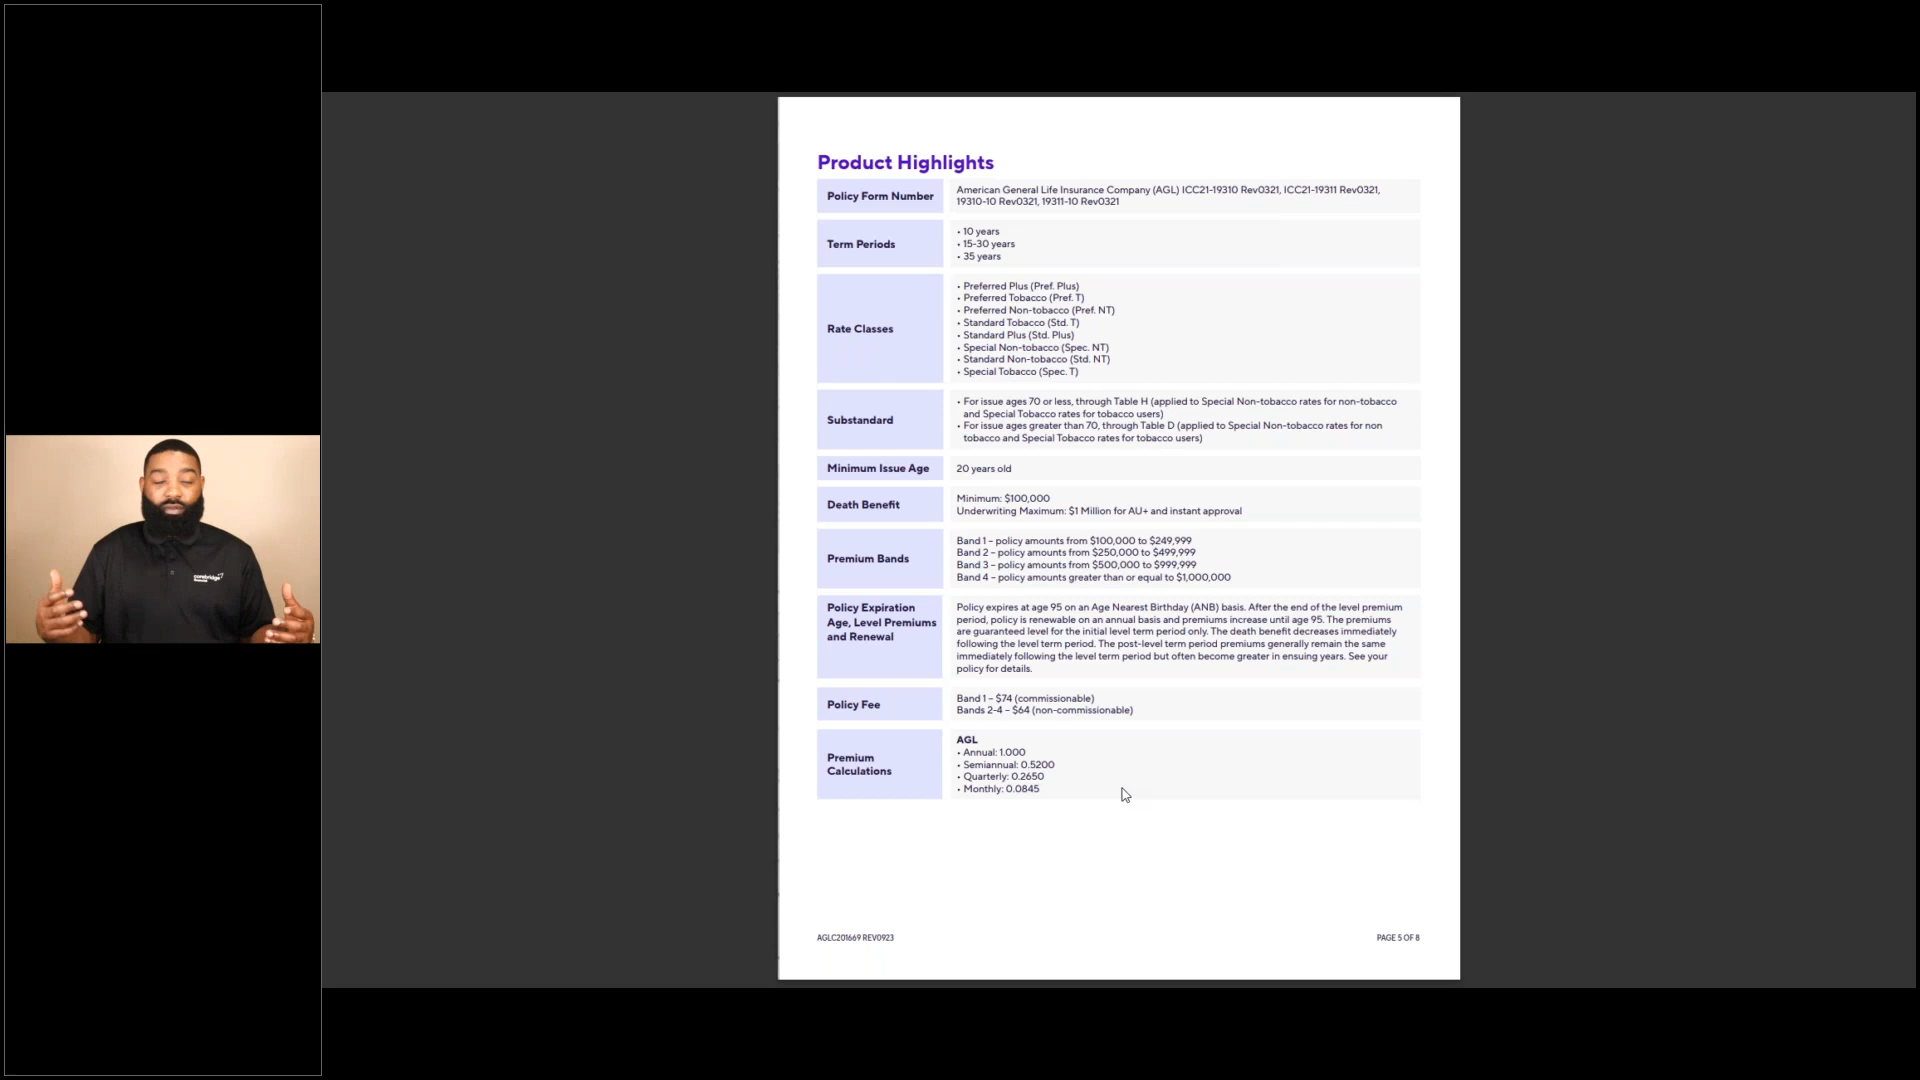 Product Highlights
Policy Form Number
American General Life Insurance Company (AGL) ICC21-19310 Rev0321, ICC21-19311 Rev0321,
19310-10 Rev0321, 19311-10 Rev0321
Term Periods
• 10 years
• 15-30 years
• 35 years
Rate Classes
• Preferred Plus (Pref. Plus)
• Preferred Tobacco (Pref. T)
• Preferred Non-tobacco (Pref. NT)
• Standard Tobacco (Std. T)
• Standard Plus (Std. Plus)
• Special Non-tobacco (Spec. NT)
• Standard Non-tobacco (Std. NT)
• Special Tobacco (Spec. T)
Substandard
• For issue ages 70 or less, through Table H (applied to Special Non-tobacco rates for non-tobacco
and Special Tobacco rates for tobacco users)
• For issue ages greater than 70, through Table D (applied to Special Non-tobacco rates for non
tobacco and Special Tobacco rates for tobacco users)
Minimum Issue Age
20 years old
Death Benefit
Minimum: $100,000
Underwriting Maximum: $1 Million for AU+ and instant approval
Premium Bands
Band 1 – policy amounts from $100,000 to $249,999
Band 2 – policy amounts from $250,000 to $499,999
Band 3 – policy amounts from $500,000 to $999,999
Band 4 – policy amounts greater than or equal to $1,000,000
Policy Expiration
Age, Level Premiums
and Renewal
Policy expires at age 95 on an Age Nearest Birthday (ANB) basis. After the end of the level premium
period, policy is renewable on an annual basis and premiums increase until age 95. The premiums
are guaranteed level for the initial level term period only. The death benefit decreases immediately
following the level term period. The post-level term period premiums generally remain the same
immediately following the level term period but often become greater in ensuing years. See your
policy for details.
Policy Fee
Band 1 – $74 (commissionable)
Bands 2-4 – $64 (non-commissionable)
Premium
Calculations
AGL
• Annual: 1.000
• Semiannual: 0.5200
• Quarterly: 0.2650
• Monthly: 0.0845
AGLC201669 REV0923
PAGE 5 OF 8
corebridge
financial